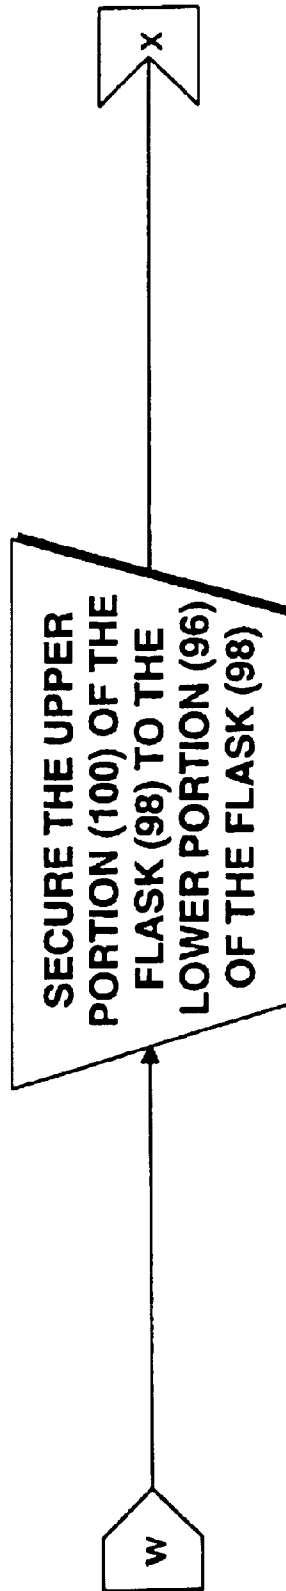 W
SECURE THE UPPER
PORTION (100) OF THE
FLASK (98) TO THE
LOWER PORTION (96)
OF THE FLASK (98)
X